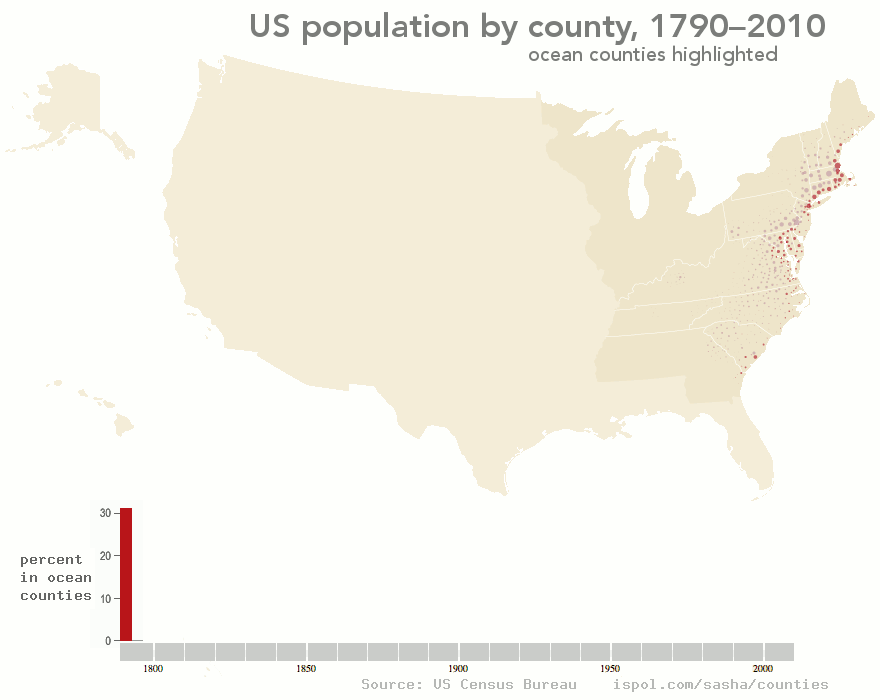 US population by county, 1790–2010
ocean counties highlighted
30
percent
20
in ocean
counties
10
0
1800
1850
1900
1950
2000
Source: US Census Bureau
ispol.com/sasha/counties